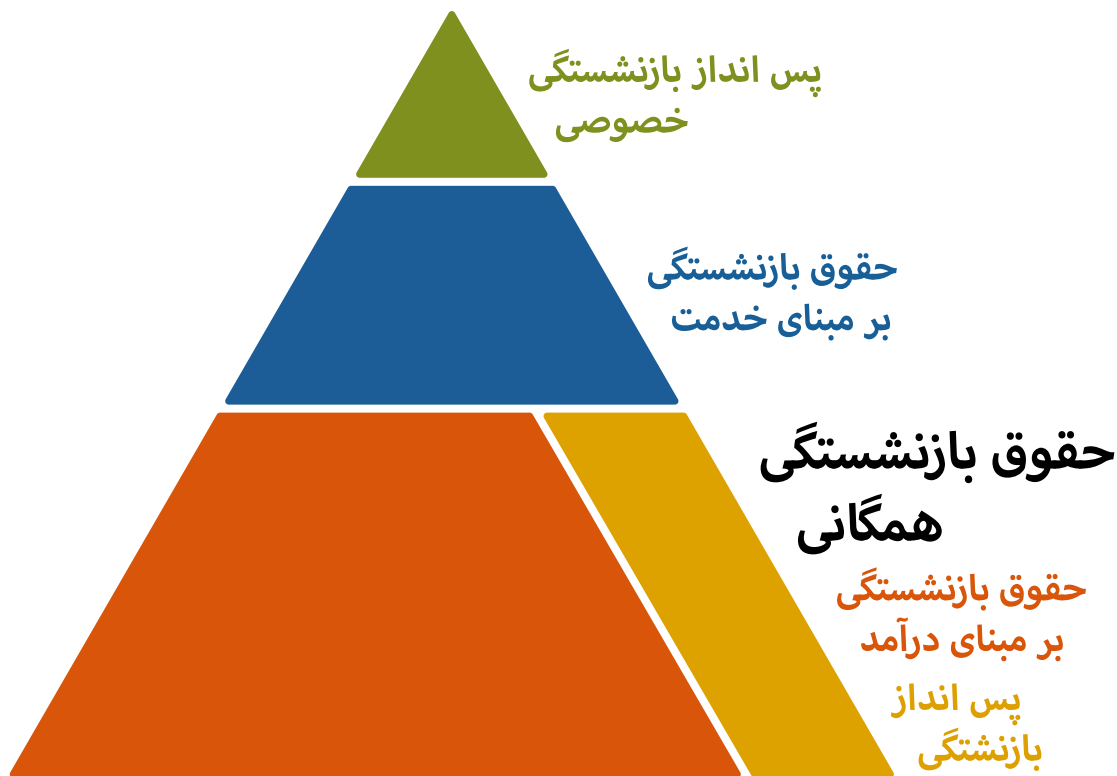 پس انداز بازنشستگی
خصوصی
حقوق بازنشستگی
بر مبنای خدمت
حقوق بازنشستگی
همگانی
حقوق بازنشستگی
بر مبنای درآمد
پس انداز
بازنشتگی